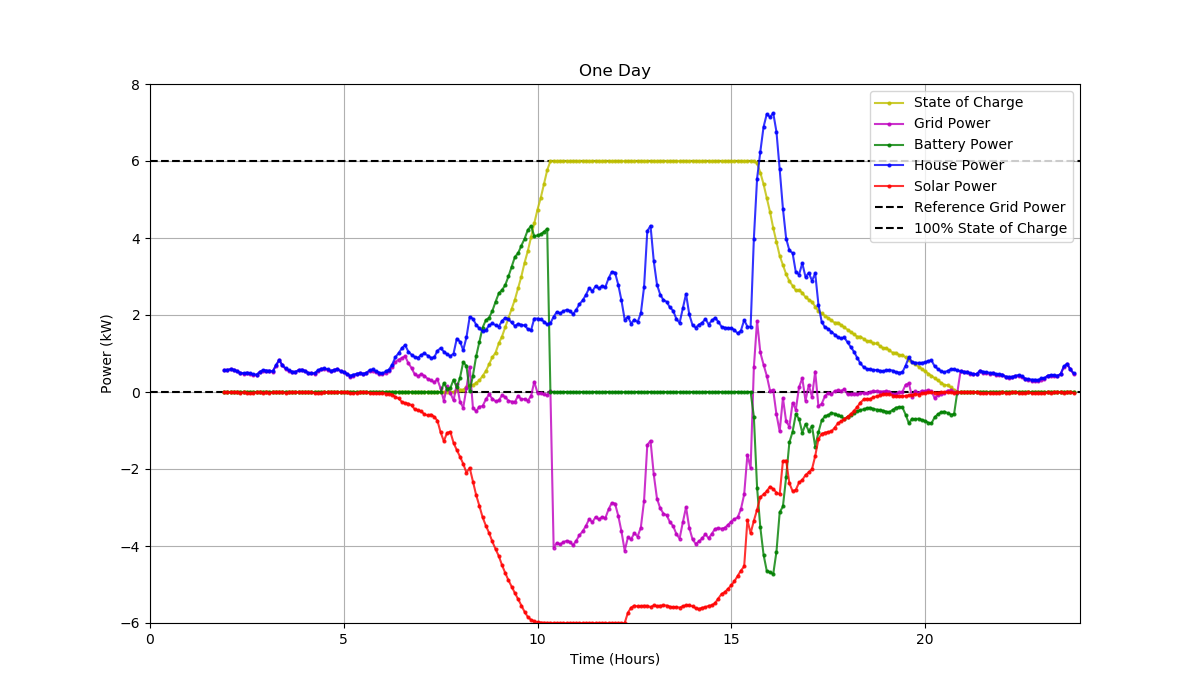 One Day
Power (kW)
8
6
4
2
0
−2
−4
−6
0
5
10
15
20
Time (Hours)
State of Charge
Grid Power
Battery Power
House Power
Solar Power
Reference Grid Power
100% State of Charge